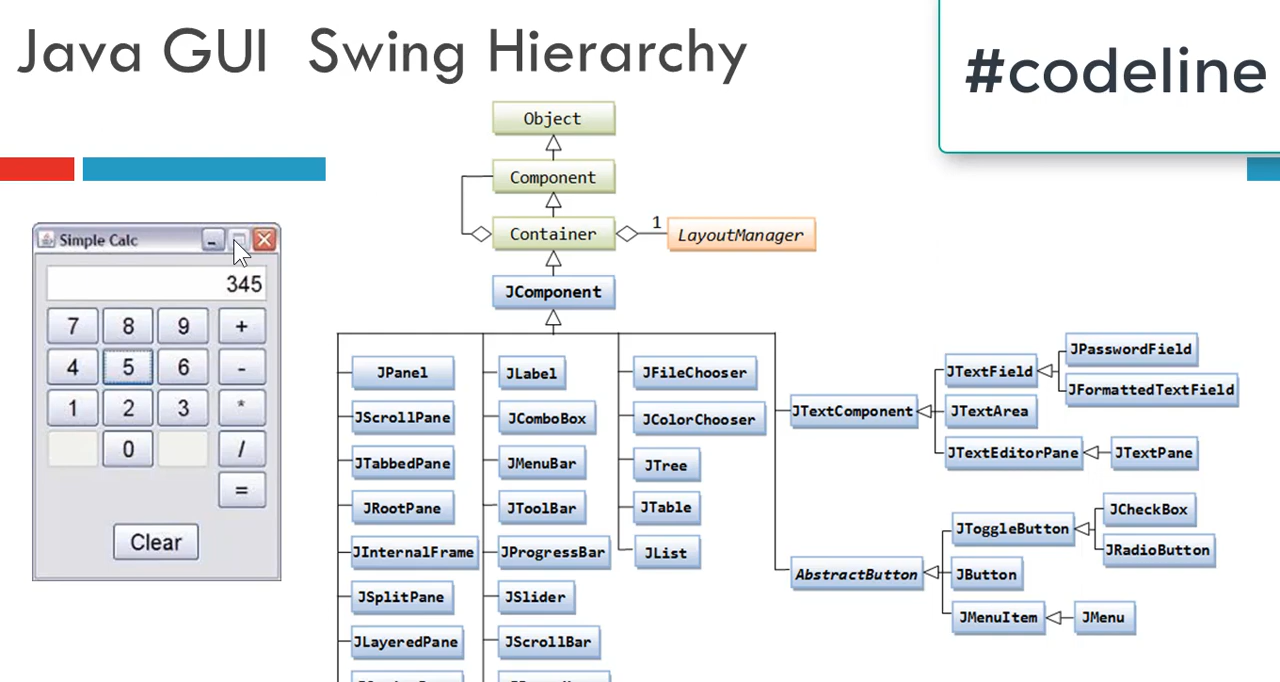 Java GUI Swing Hierarchy
#codeline
Object
Component
Container
1
LayoutManager
JComponent
Simple Calc
345
7 8 9 +
4 5 6 -
1 2 3 *
0 /
=
Clear
JPanel
JScrollPane
JTabbedPane
JRootPane
JInternalFrame
JSplitPane
JLayeredPane
JLabel
JComboBox
JMenuBar
JToolBar
JProgressBar
JSlider
JScrollBar
JFileChooser
JColorChooser
JTree
JTable
JList
JTextComponent
JTextField
JTextArea
JTextEditorPane
JPasswordField
JFormattedTextField
JTextPane
AbstractButton
JToggleButton
JButton
JMenuItem
JCheckBox
JRadioButton
JMenu